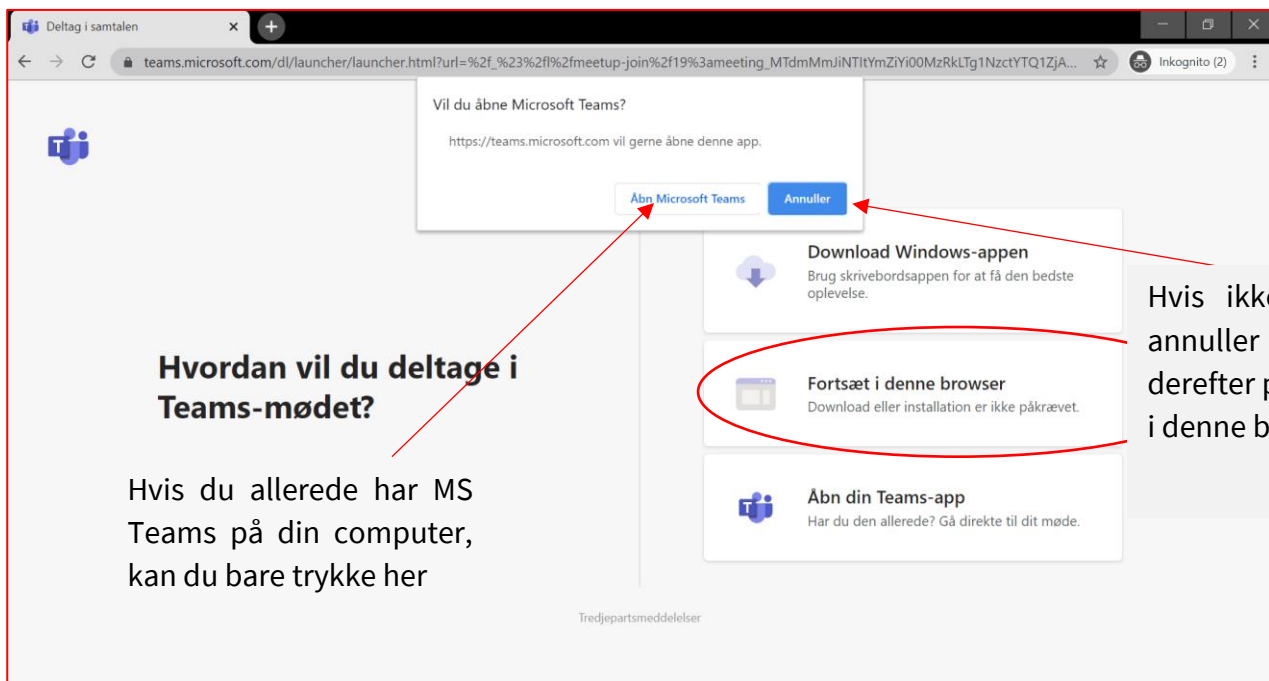 Deltag i samtalen
teams.microsoft.com/dl/launcher/launcher.html?url=%2f_%23%2fl%2fmeetup-join%2f19%3ameeting_MTdmMmJiNTItYmZiYi00MzRkLTg1NzctYTQ1ZjA...
Inkognito (2)
Vil du åbne Microsoft Teams?
https://teams.microsoft.com vil gerne åbne denne app.
Åbn Microsoft Teams
Annuller
Download Windows-appen
Brug skrivebordsappen for at få den bedste
oplevelse.
Hvis ikke
annuller
derefter
i denne
Hvordan vil du deltage i
Teams-mødet?
Fortsæt i denne browser
Download eller installation er ikke påkrævet.
Hvis du allerede har MS
Teams på din computer,
kan du bare trykke her
Åbn din Teams-app
Har du den allerede? Gå direkte til dit møde.
Tredjepartsmeddelelser